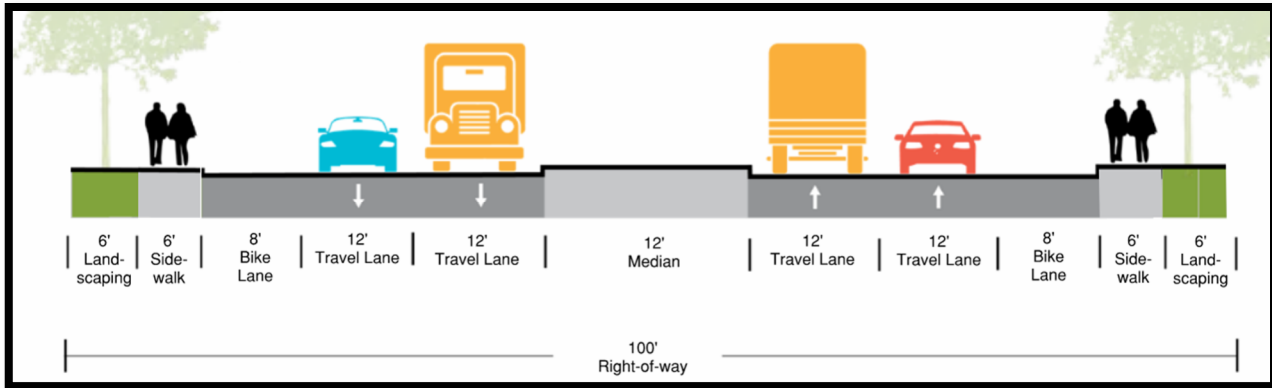 6'
Land-
scaping
6'
Side-
walk
8'
Bike
Lane
12'
Travel Lane
12'
Travel Lane
12'
Median
12'
Travel Lane
12'
Travel Lane
8'
Bike
Lane
6'
Side-
walk
6'
Land-
scaping
100'
Right-of-way